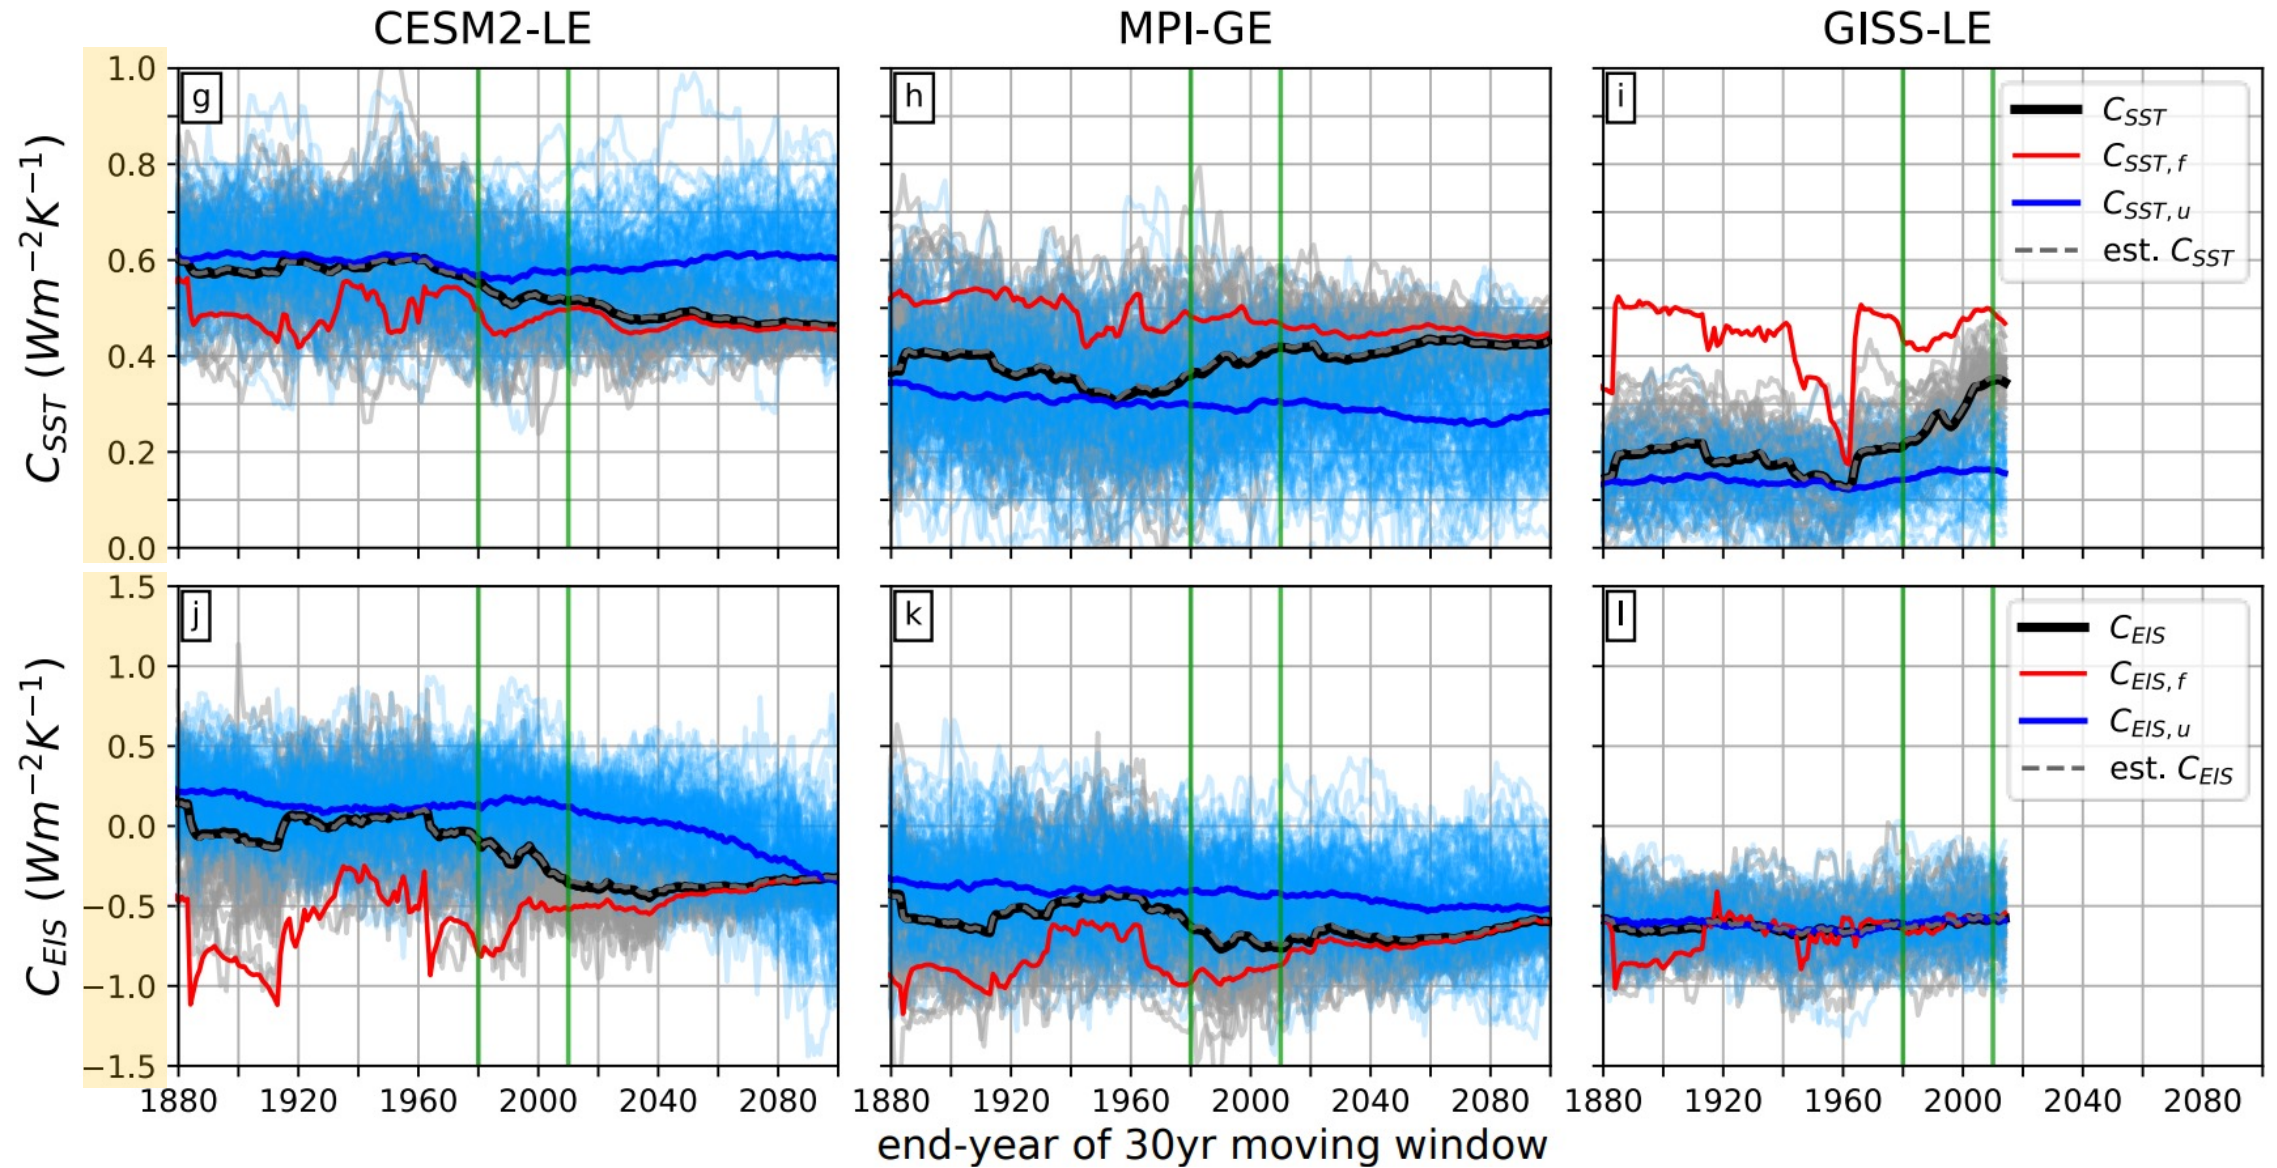 CESM2-LE MPI-GE GISS-LE
g h i
C_SST (Wm⁻²K⁻¹)
1.0
0.8
0.6
0.4
0.2
0.0
C_SST
C_SST,f
C_SST,u
est. C_SST
j k l
C_EIS (Wm⁻²K⁻¹)
1.5
1.0
0.5
0.0
−0.5
−1.0
−1.5
C_EIS
C_EIS,f
C_EIS,u
est. C_EIS
1880 1920 1960 2000 2040 2080 1880 1920 1960 2000 2040 2080 1880 1920 1960 2000 2040 2080
end-year of 30yr moving window